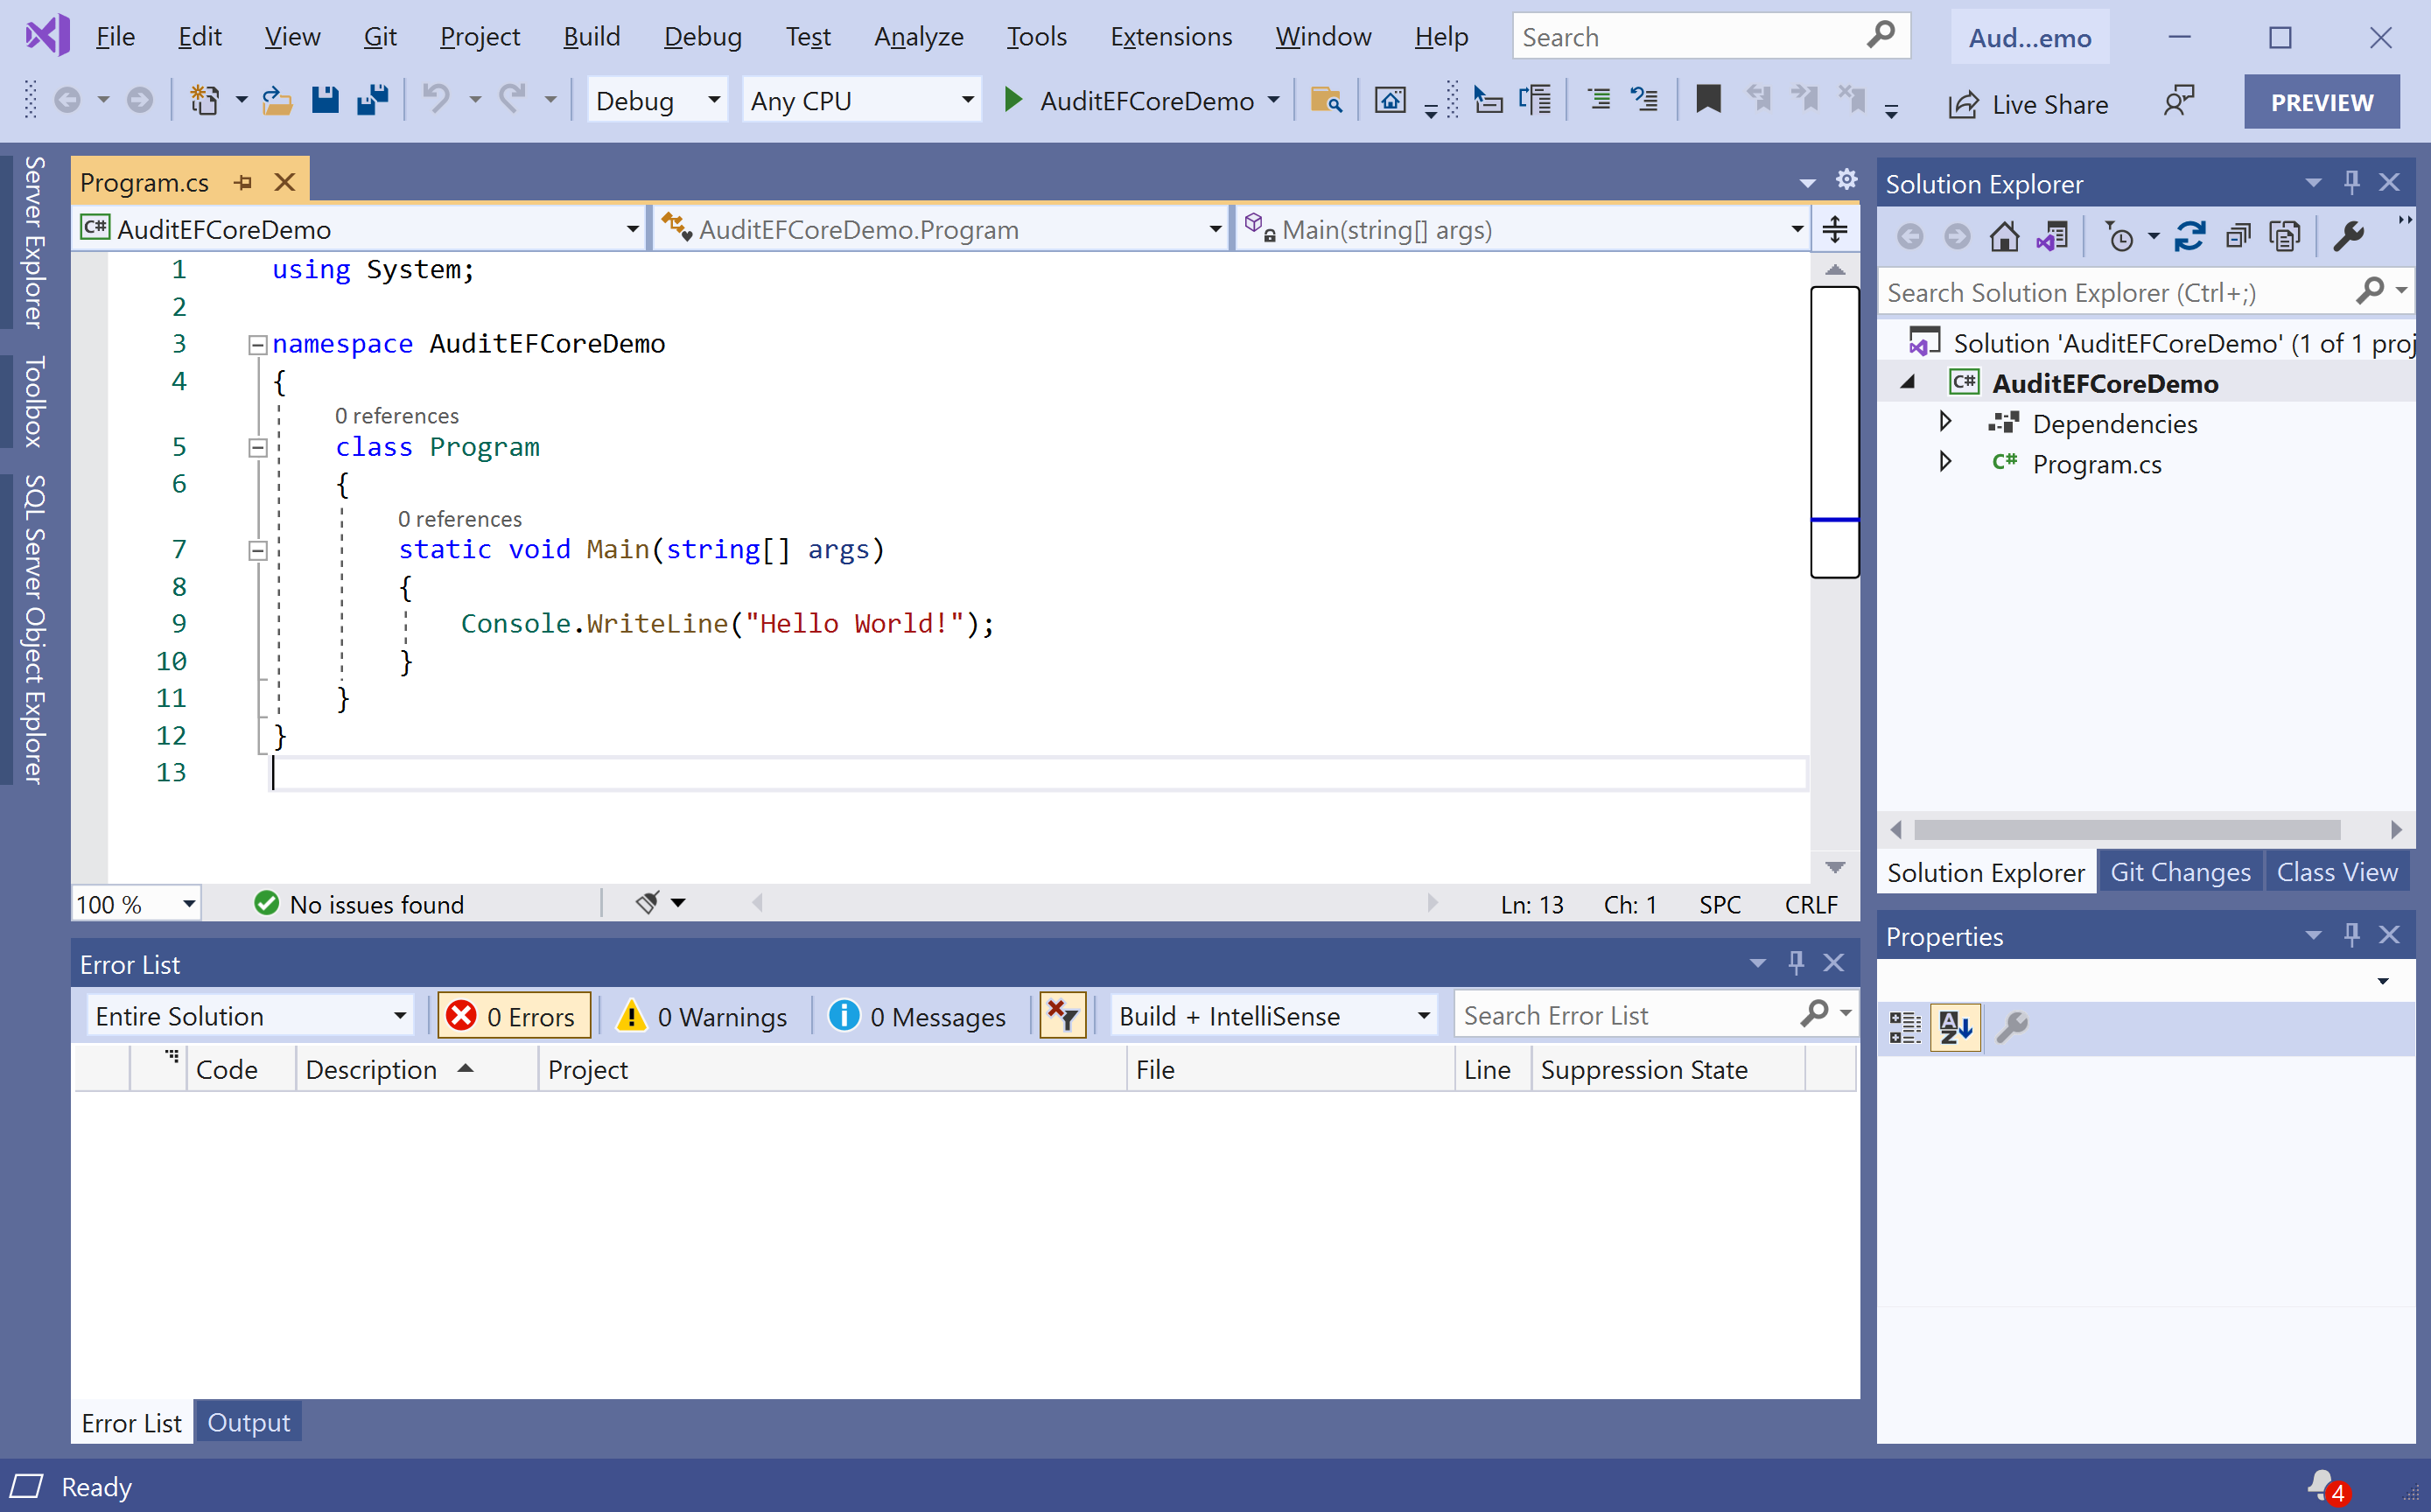 File Edit View Git Project Build Debug Test Analyze Tools Extensions Window Help Search Aud...emo
Debug Any CPU AuditEFCoreDemo Live Share PREVIEW
Server Explorer
Toolbox
SQL Server Object Explorer
Program.cs
C# AuditEFCoreDemo AuditEFCoreDemo.Program Main(string[] args)
1 using System;
2
3 namespace AuditEFCoreDemo
4 {
0 references
5 class Program
6 {
0 references
7 static void Main(string[] args)
8 {
9 Console.WriteLine("Hello World!");
10 }
11 }
12 }
13
100 % No issues found Ln: 13 Ch: 1 SPC CRLF
Error List
Entire Solution 0 Errors 0 Warnings 0 Messages Build + IntelliSense Search Error List
Code Description Project File Line Suppression State
Error List Output
Solution Explorer
Search Solution Explorer (Ctrl+;)
Solution 'AuditEFCoreDemo' (1 of 1 proj
C# AuditEFCoreDemo
Dependencies
C# Program.cs
Solution Explorer Git Changes Class View
Properties
Ready 4